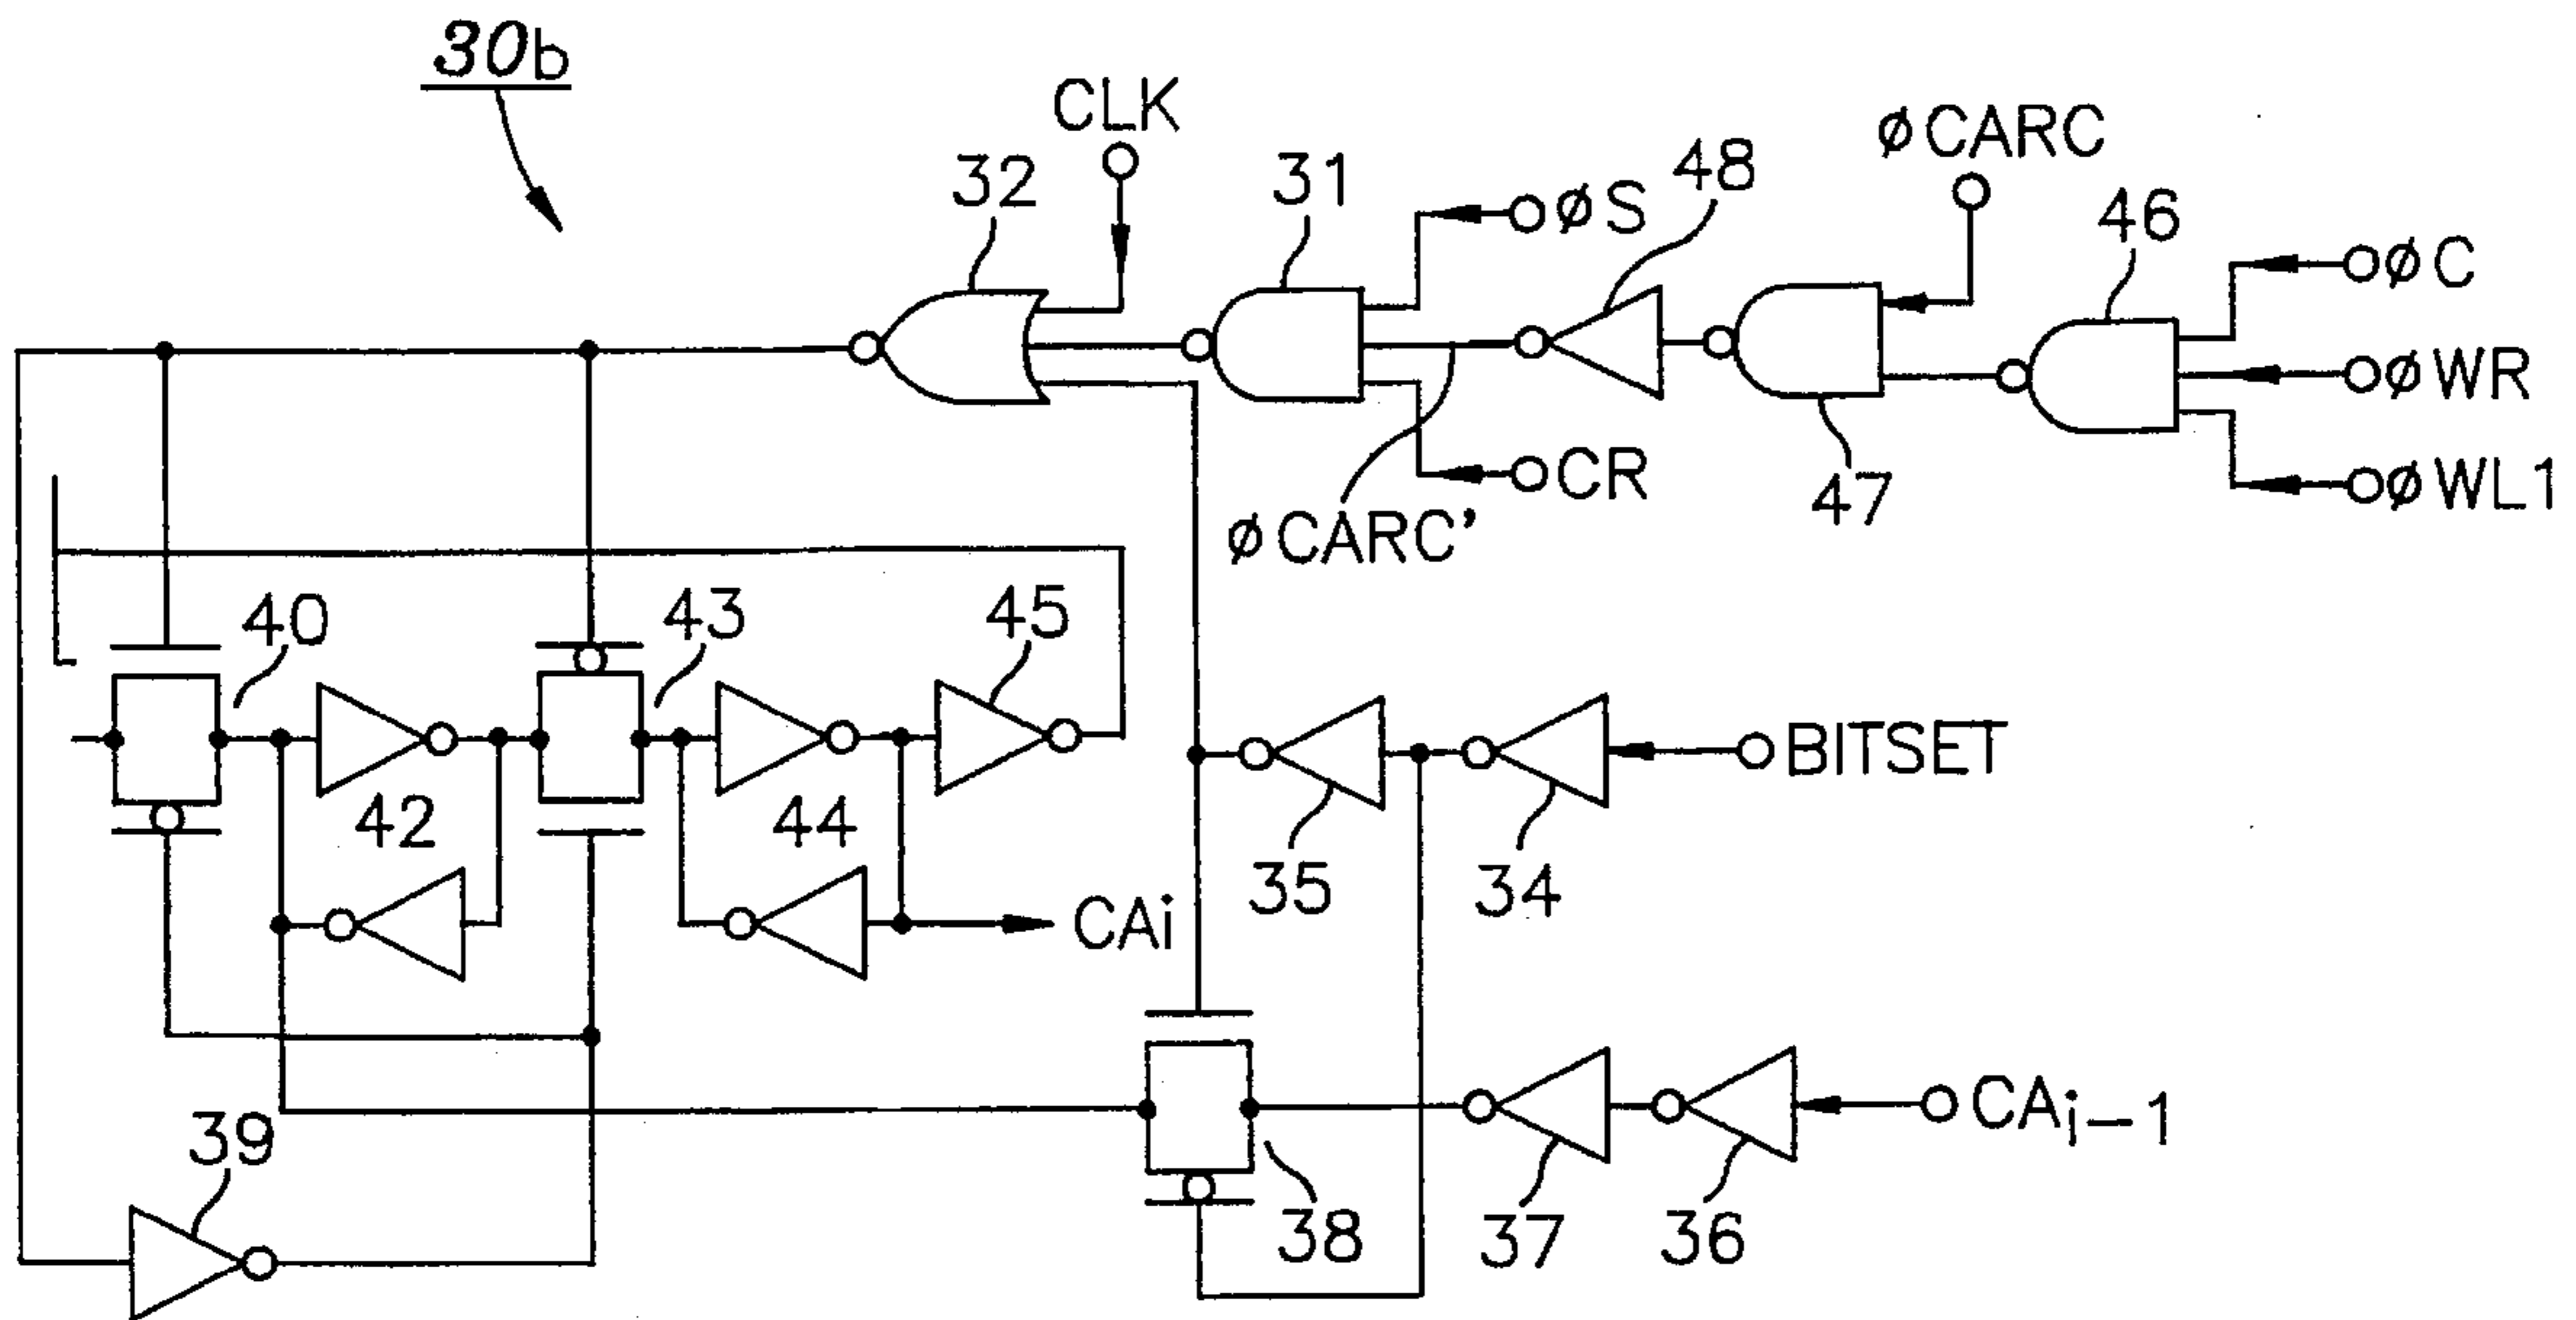 30b
CLK
øCARC
32
31
øS
48
46
øC
øWR
CR
47
øWL1
øCARC'
40
43
45
BITSET
42
44
35
34
CAi
39
38
37
36
CAi-1